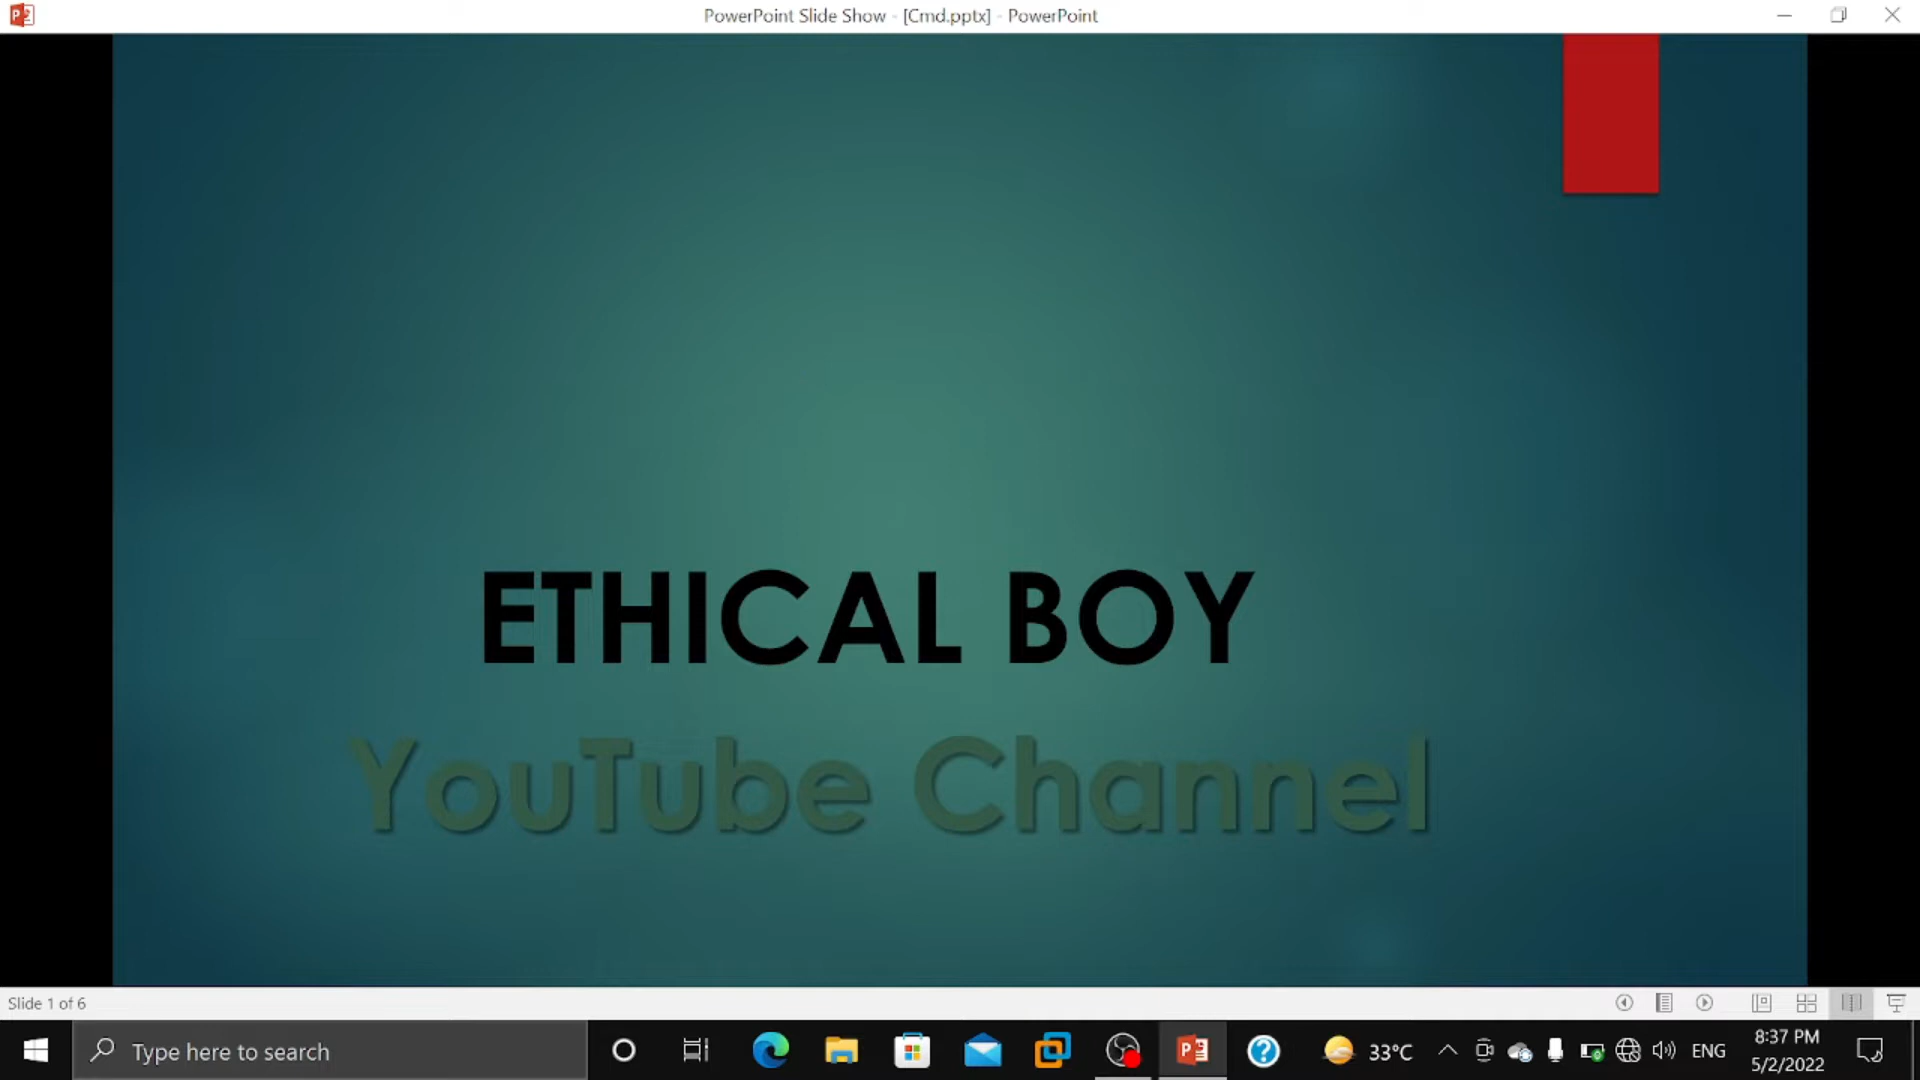 PowerPoint Slide Show - [Cmd.pptx] - PowerPoint
ETHICAL BOY
YouTube Channel
Slide 1 of 6
Type here to search
33°C
ENG
8:37 PM
5/2/2022